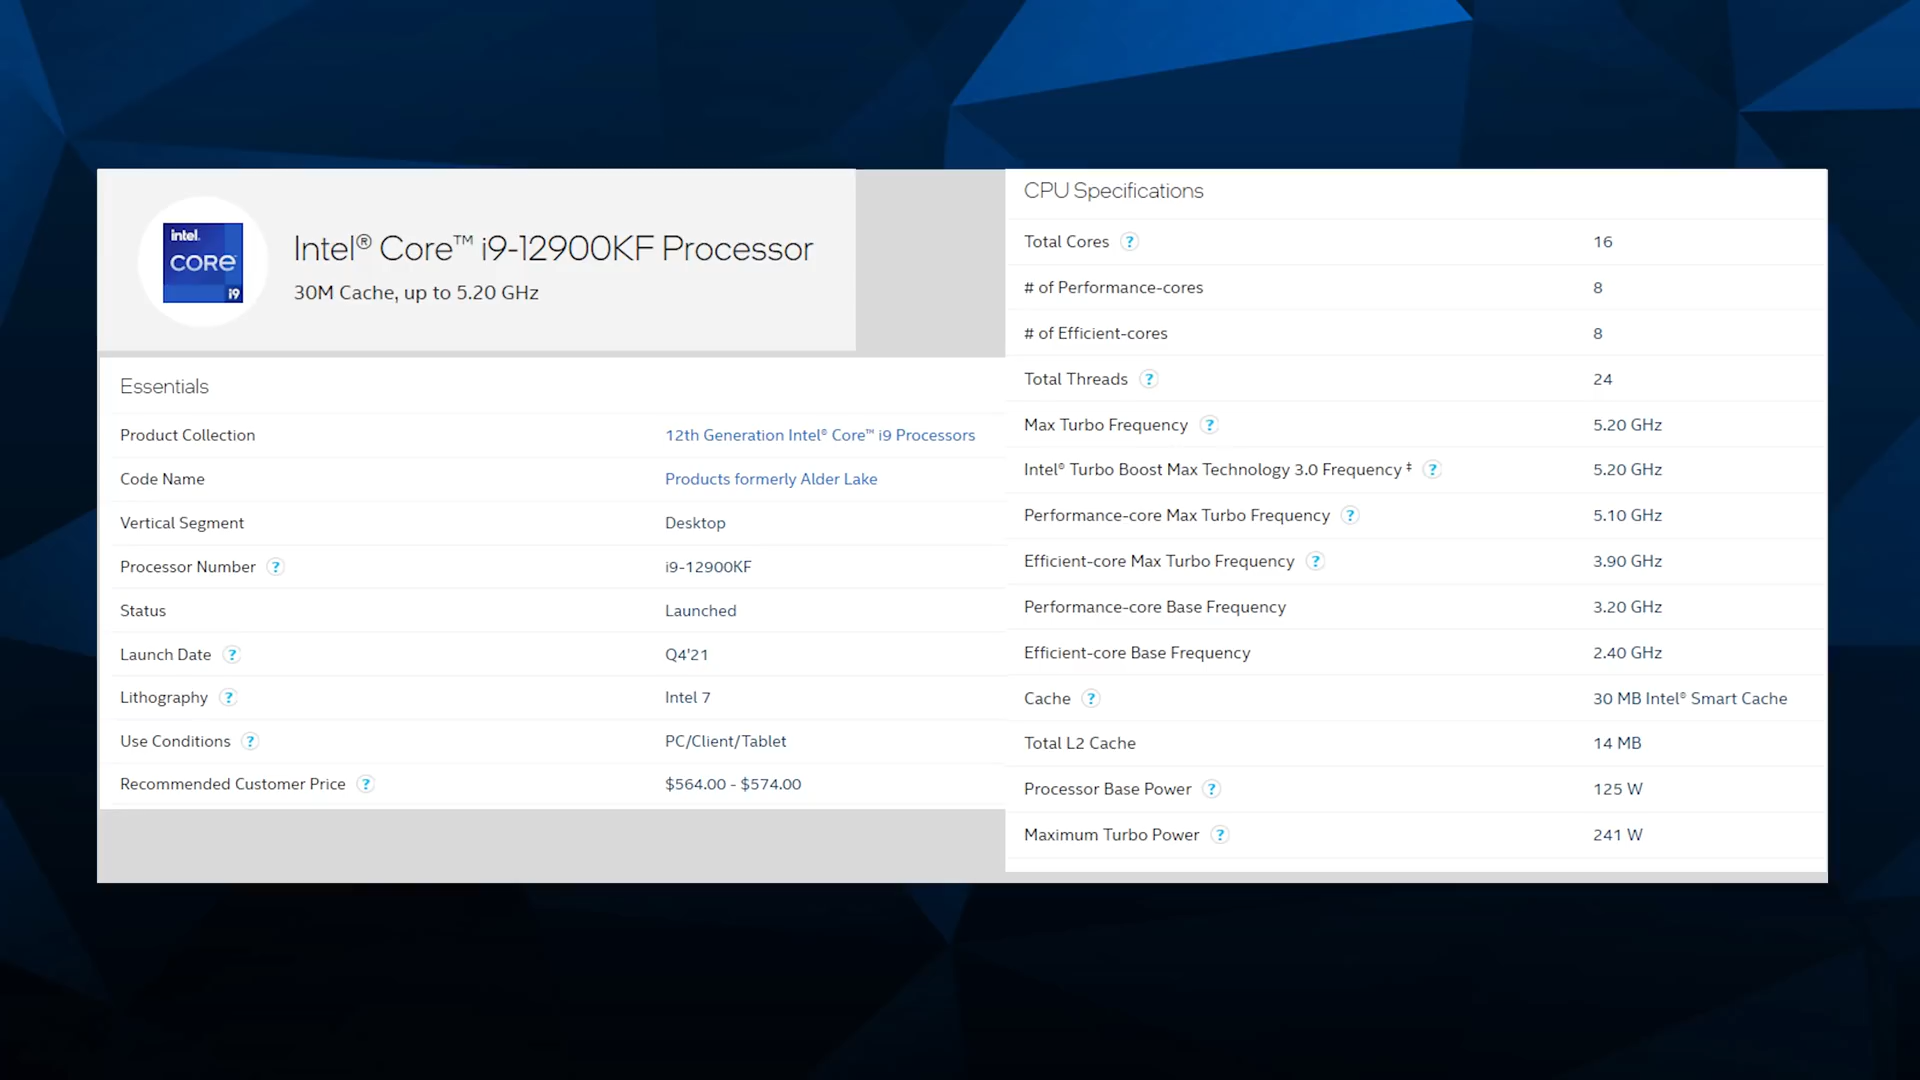 intel.
CORE
i9
Intel® Core™ i9-12900KF Processor
30M Cache, up to 5.20 GHz
Essentials
Product Collection 12th Generation Intel® Core™ i9 Processors
Code Name Products formerly Alder Lake
Vertical Segment Desktop
Processor Number ? i9-12900KF
Status Launched
Launch Date ? Q4'21
Lithography ? Intel 7
Use Conditions ? PC/Client/Tablet
Recommended Customer Price ? $564.00 - $574.00
CPU Specifications
Total Cores ? 16
# of Performance-cores 8
# of Efficient-cores 8
Total Threads ? 24
Max Turbo Frequency ? 5.20 GHz
Intel® Turbo Boost Max Technology 3.0 Frequency ‡ ? 5.20 GHz
Performance-core Max Turbo Frequency ? 5.10 GHz
Efficient-core Max Turbo Frequency ? 3.90 GHz
Performance-core Base Frequency 3.20 GHz
Efficient-core Base Frequency 2.40 GHz
Cache ? 30 MB Intel® Smart Cache
Total L2 Cache 14 MB
Processor Base Power ? 125 W
Maximum Turbo Power ? 241 W